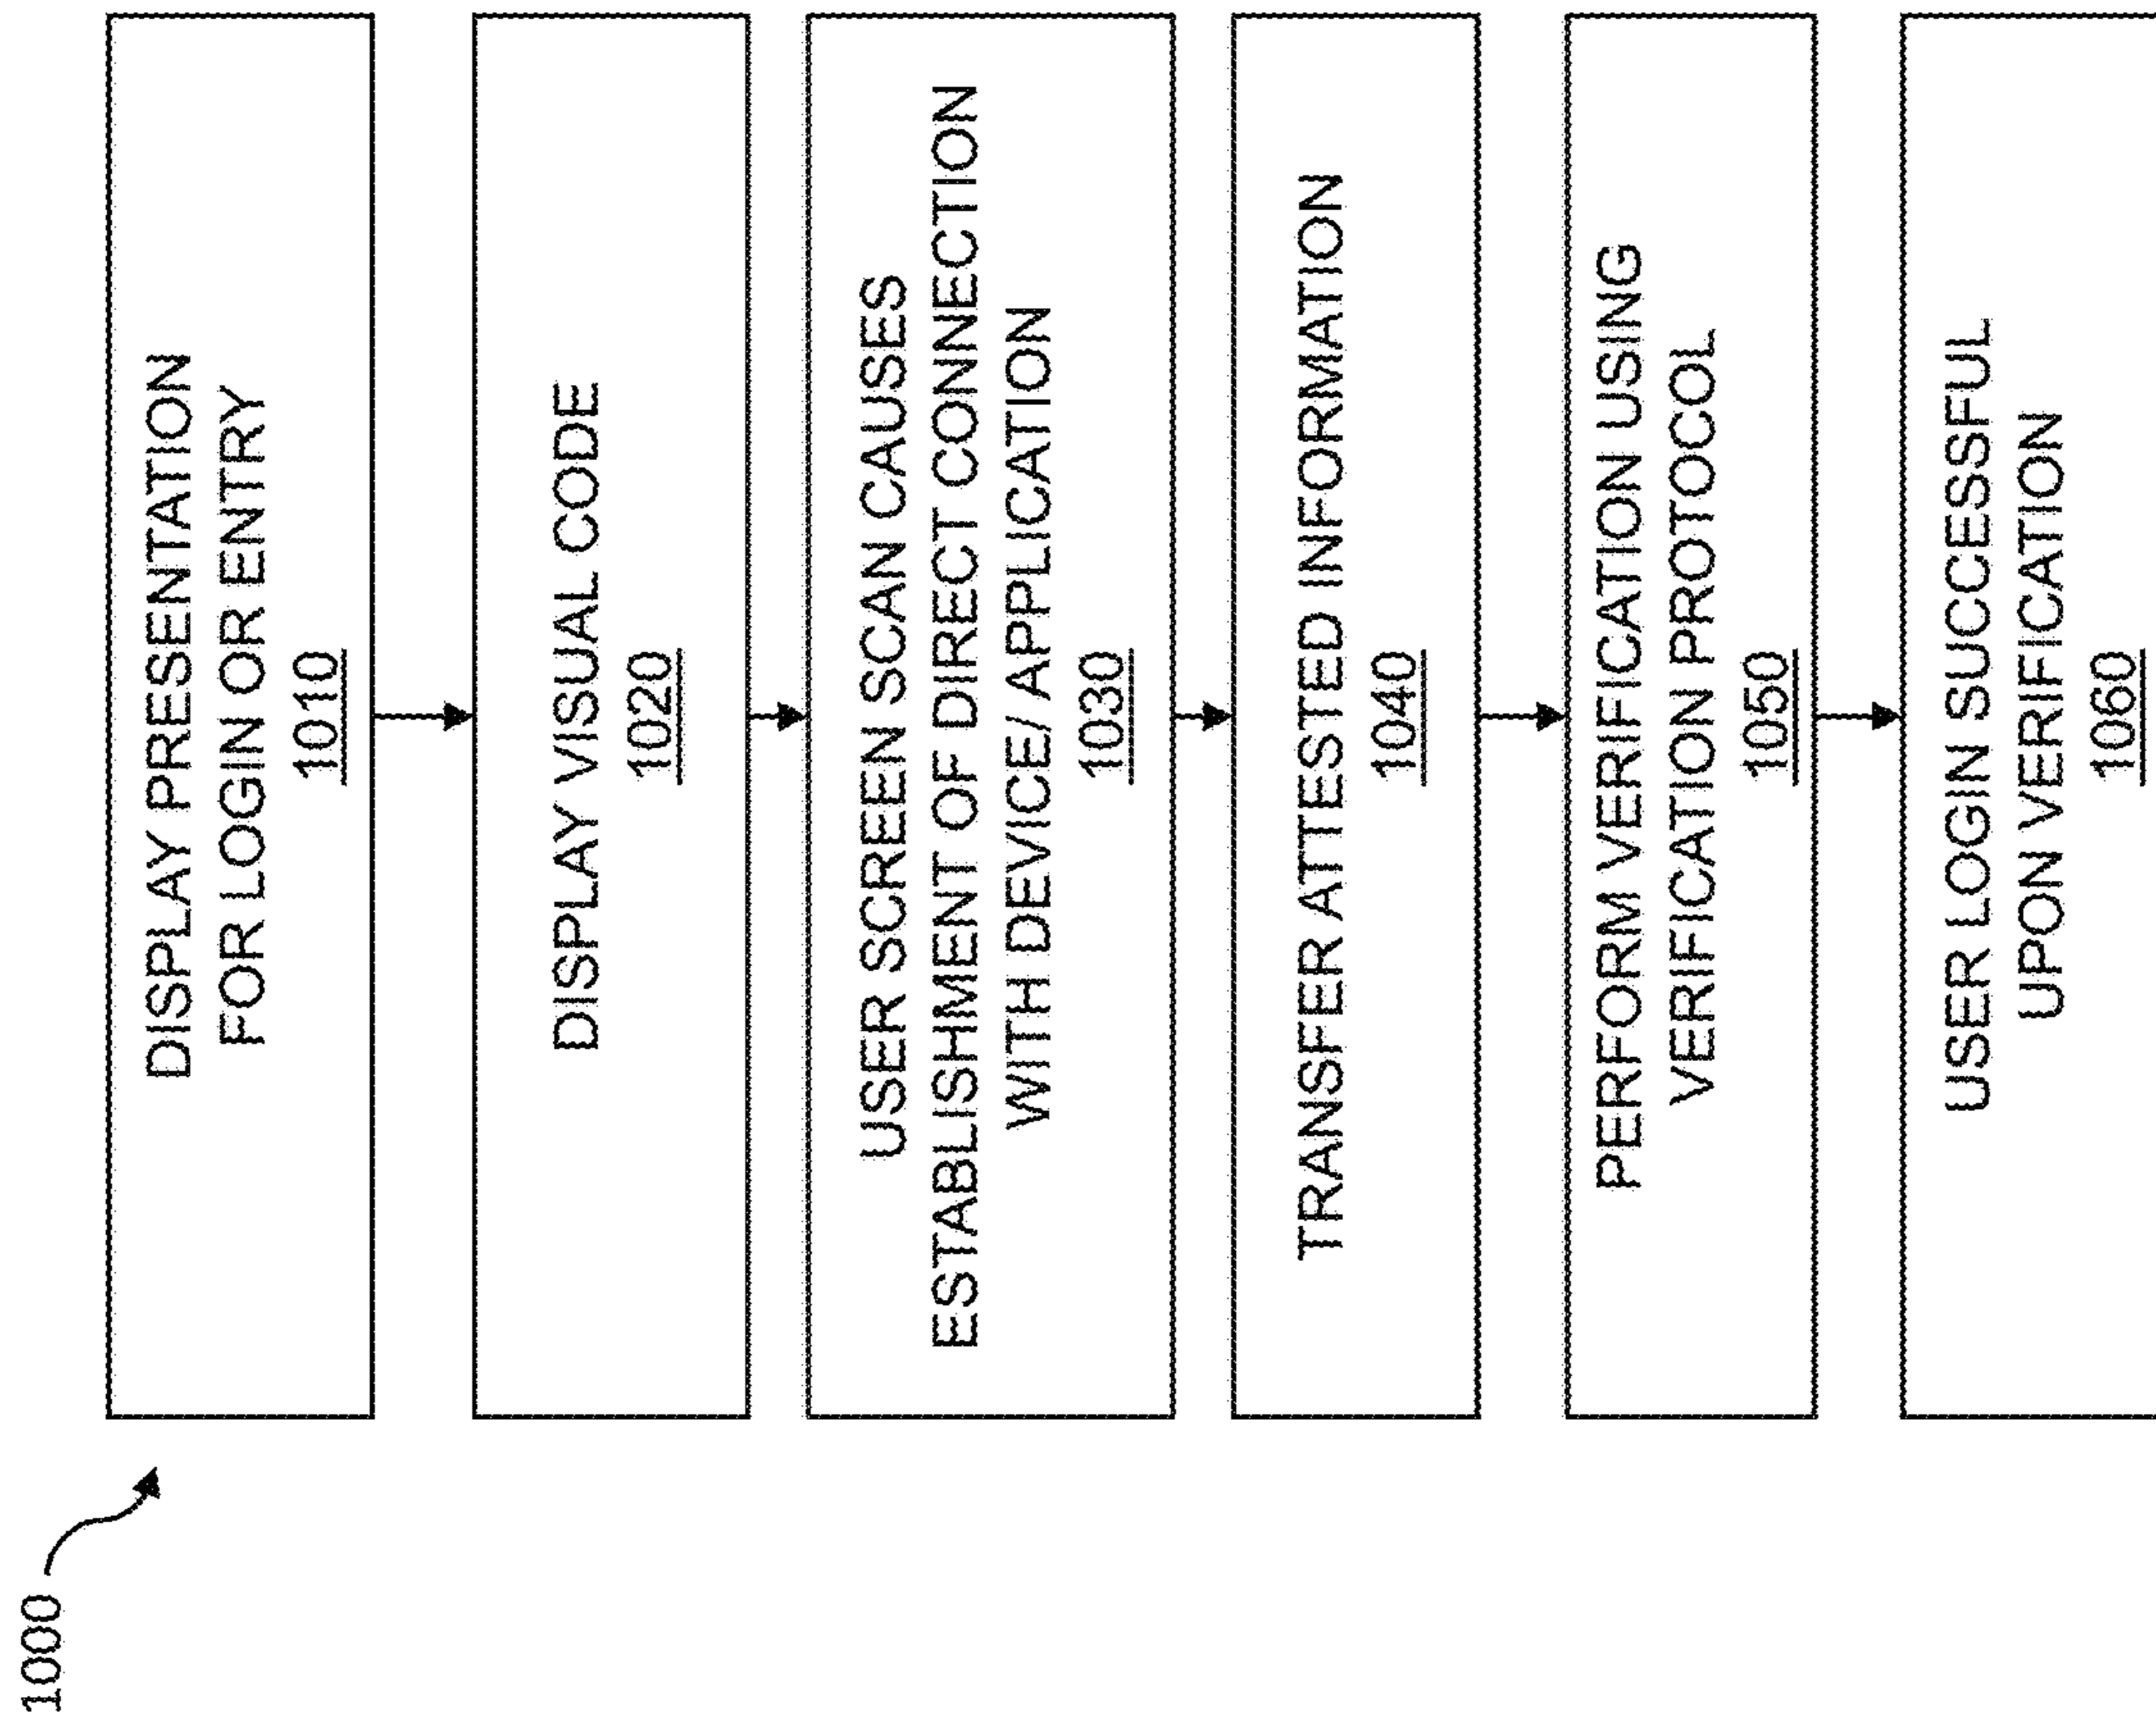 1000
DISPLAY PRESENTATION
FOR LOGIN OR ENTRY
1010
DISPLAY VISUAL CODE
1020
USER SCREEN SCAN CAUSES
ESTABLISHMENT OF DIRECT CONNECTION
WITH DEVICE/ APPLICATION
1030
TRANSFER ATTESTED INFORMATION
1040
PERFORM VERIFICATION USING
VERIFICATION PROTOCOL
1050
USER LOGIN SUCCESSFUL
UPON VERIFICATION
1060